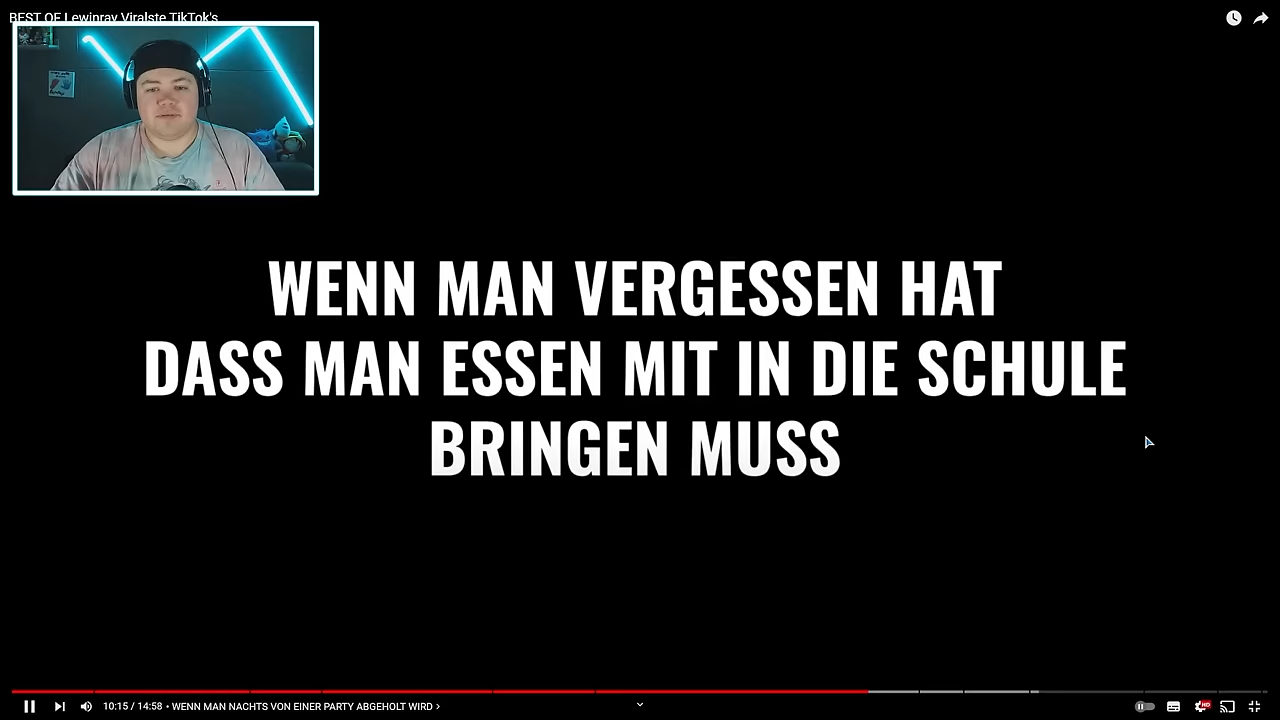 BEST OF Lewinray Viralste TikTok's
WENN MAN VERGESSEN HAT
DASS MAN ESSEN MIT IN DIE SCHULE
BRINGEN MUSS
10:15 / 14:58 • WENN MAN NACHTS VON EINER PARTY ABGEHOLT WIRD ›
HD